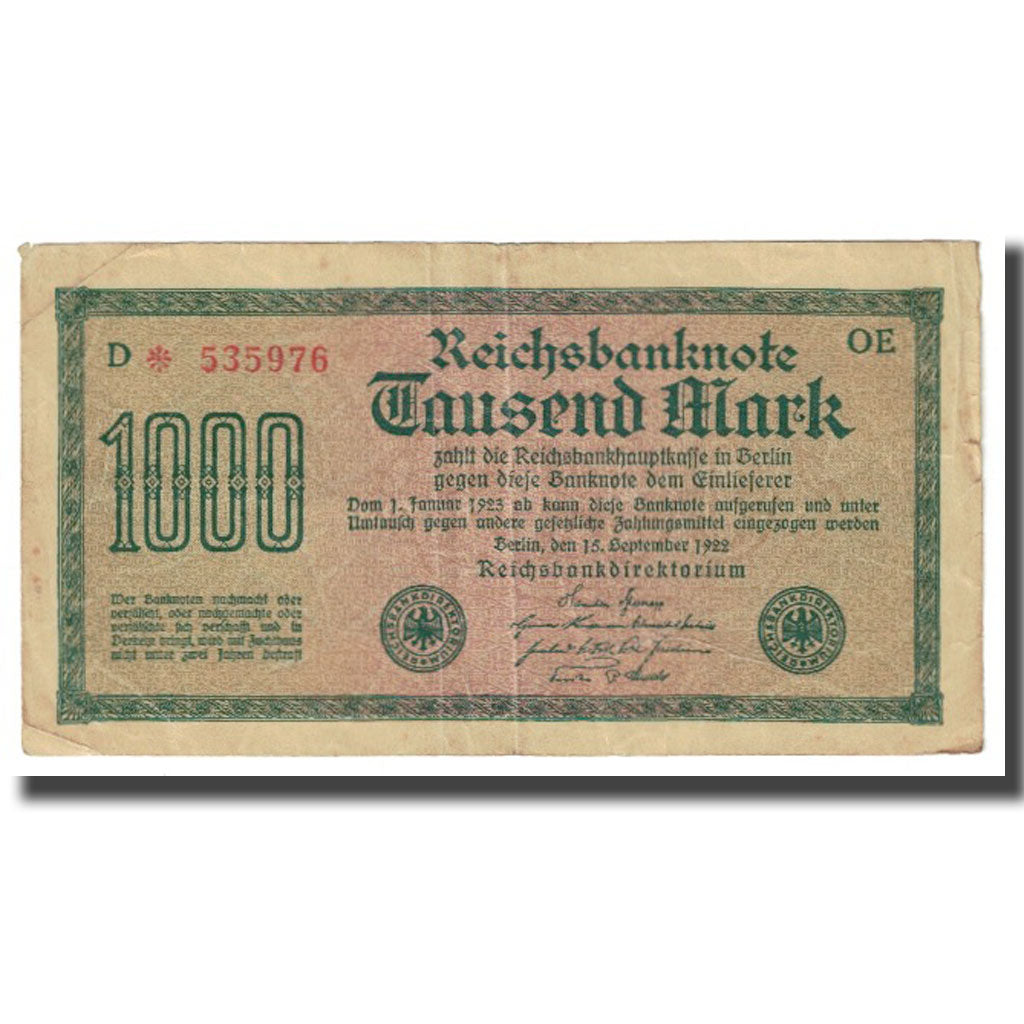 D * 535976
OE
Reichsbanknote
Tausend Mark
zahlt die Reichsbankhauptkasse in Berlin
gegen diese Banknote dem Einlieferer
Vom 1. Januar 1923 ab kann diese Banknote aufgerufen und unter
Umtausch gegen andere gesetzliche Zahlungsmittel eingezogen werden
Berlin, den 15. September 1922
Reichsbankdirektorium
1000
Wer Banknoten nachmacht oder
verfälscht, oder nachgemachte oder
verfälschte sich verschafft und in
Verkehr bringt, wird mit Zuchthaus
nicht unter zwei Jahren bestraft
REICHSBANKDIREKTORIUM
REICHSBANKDIREKTORIUM